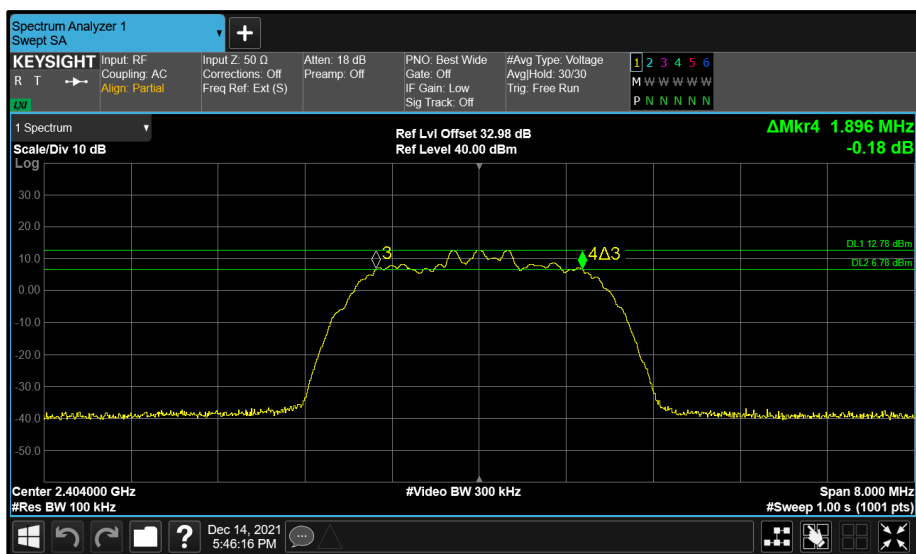 Spectrum Analyzer 1
Swept SA
KEYSIGHT
R T
LXI
Input: RF
Coupling: AC
Align: Partial
Input Z: 50 Ω
Corrections: Off
Freq Ref: Ext (S)
Atten: 18 dB
Preamp: Off
PNO: Best Wide
Gate: Off
IF Gain: Low
Sig Track: Off
#Avg Type: Voltage
Avg|Hold: 30/30
Trig: Free Run
1 2 3 4 5 6
M W W W W W
P N N N N N
1 Spectrum
Scale/Div 10 dB
Log
Ref Lvl Offset 32.98 dB
Ref Level 40.00 dBm
ΔMkr4 1.896 MHz
-0.18 dB
30.0
20.0
10.0
0.00
-10.0
-20.0
-30.0
-40.0
-50.0
3
4Δ3
DL1 12.78 dBm
DL2 6.78 dBm
Center 2.404000 GHz
#Res BW 100 kHz
#Video BW 300 kHz
Span 8.000 MHz
#Sweep 1.00 s (1001 pts)
?
Dec 14, 2021
5:46:16 PM